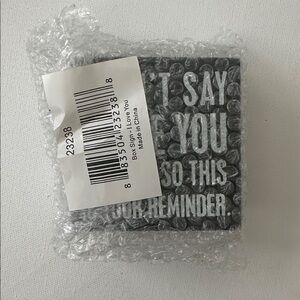 'T SAY
E YOU
SO THIS
OUR REMINDER.
23238
8 83504 23238 8
Box Sign - I Love You
Made in China